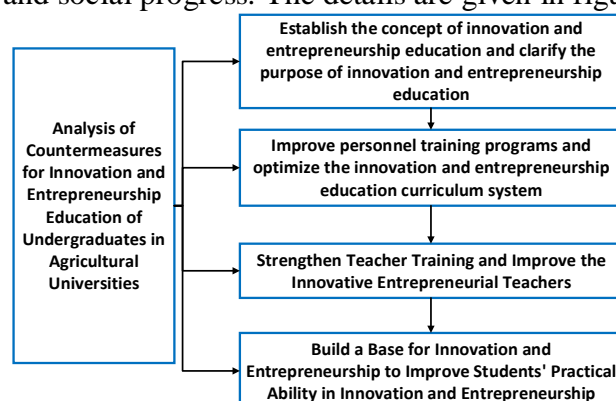 and social progress. The details are given in figu
Analysis of
Countermeasures
for Innovation and
Entrepreneurship
Education of
Undergraduates in
Agricultural
Universities
Establish the concept of innovation and
entrepreneurship education and clarify the
purpose of innovation and entrepreneurship
education
Improve personnel training programs and
optimize the innovation and entrepreneurship
education curriculum system
Strengthen Teacher Training and Improve the
Innovative Entrepreneurial Teachers
Build a Base for Innovation and
Entrepreneurship to Improve Students' Practical
Ability in Innovation and Entrepreneurship